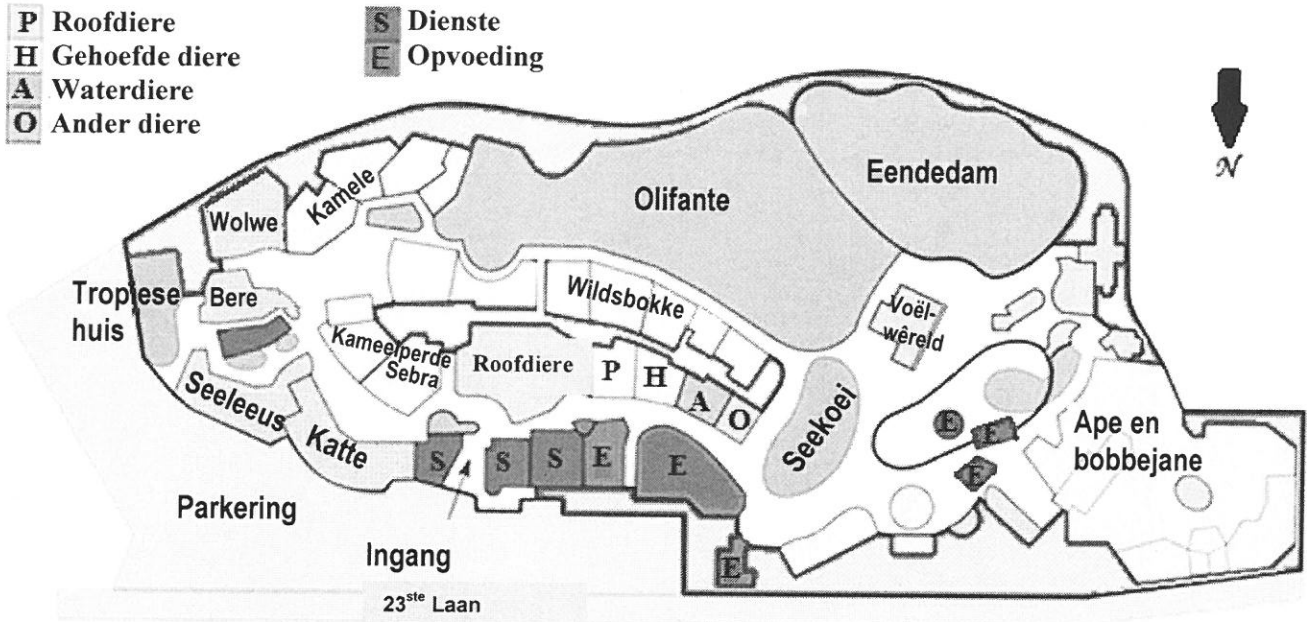 P Roofdiere
H Gehoefde diere
A Waterdiere
O Ander diere
S Dienste
E Opvoeding
N
Eendedam
Olifante
Kamele
Wolwe
Tropiese
huis
Bere
Wildsbokke
Voël-
wêreld
Kameelperde
Sebra
Roofdiere
P
H
A
O
Seeleeus
Katte
Seekoei
Ape en
bobbejane
S
S
S
E
E
E
E
E
E
Parkering
Ingang
23ste Laan